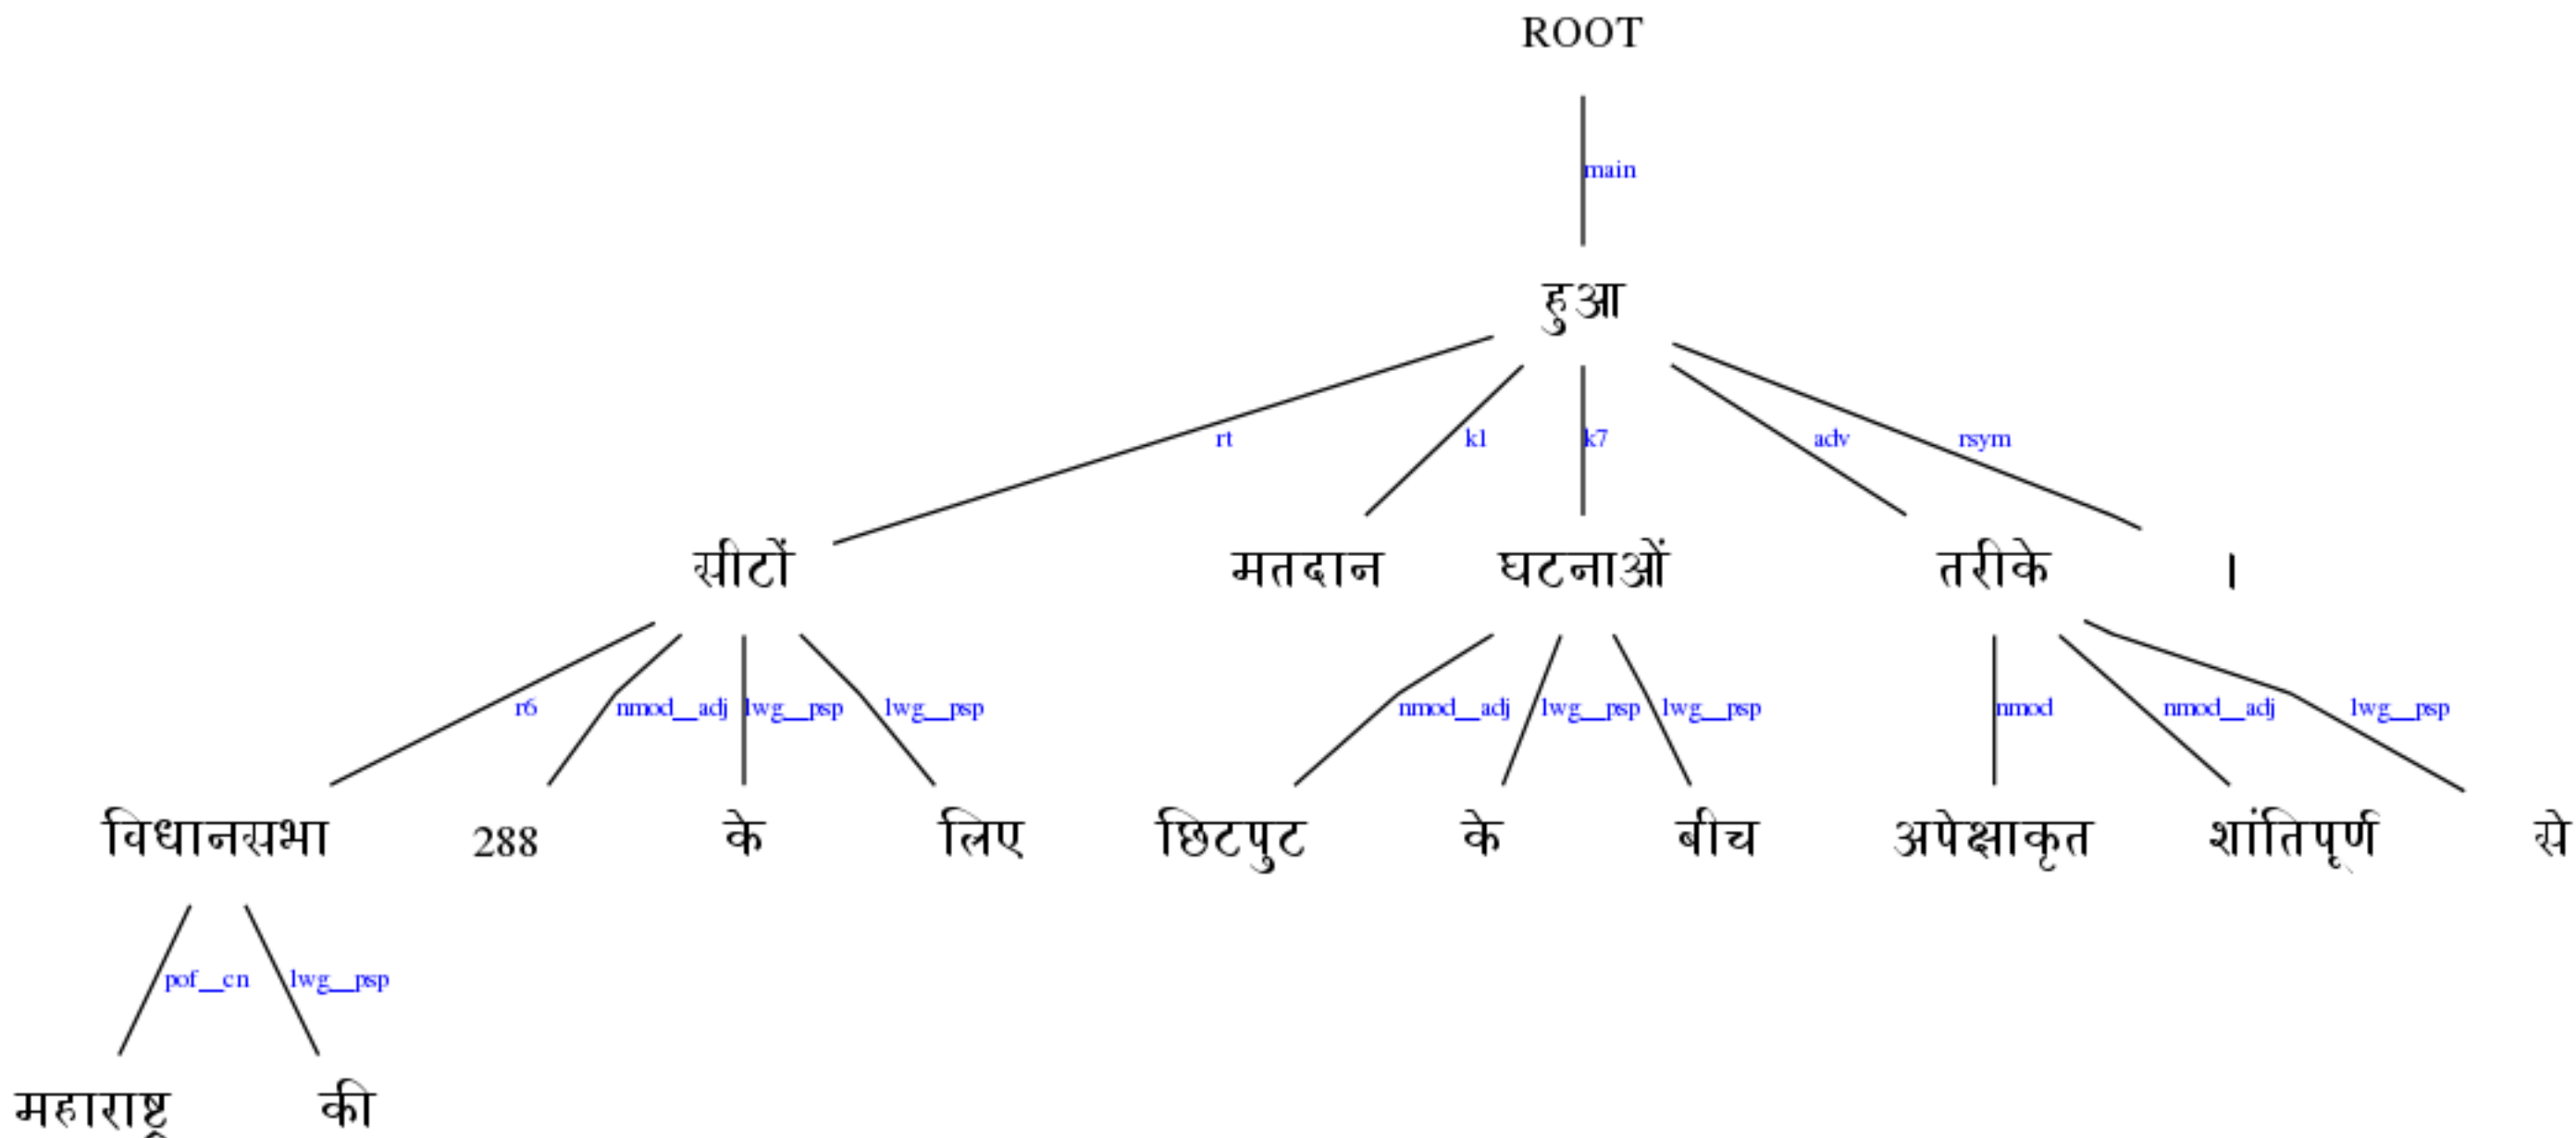 ROOT
main
हुआ
rt k1 k7 adv rsym
सीटों मतदान घटनाओं तरीके ।
r6 nmod__adj lwg__psp lwg__psp nmod__adj lwg__psp lwg__psp nmod nmod__adj lwg__psp
विधानसभा 288 के लिए छिटपुट के बीच अपेक्षाकृत शांतिपूर्ण से
pof__cn lwg__psp
महाराष्ट्र की